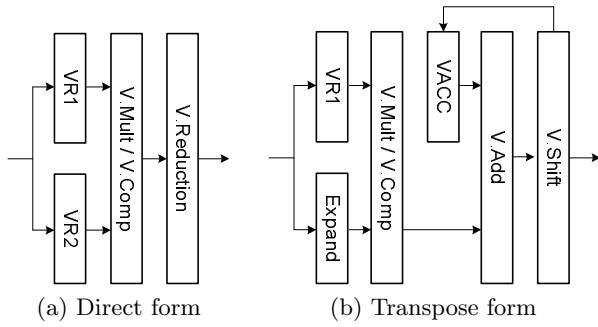 VR1
VR2
V.Mult / V.Comp
V.Reduction
(a) Direct form
VR1
Expand
V.Mult / V.Comp
VACC
V.Add
V.Shift
(b) Transpose form